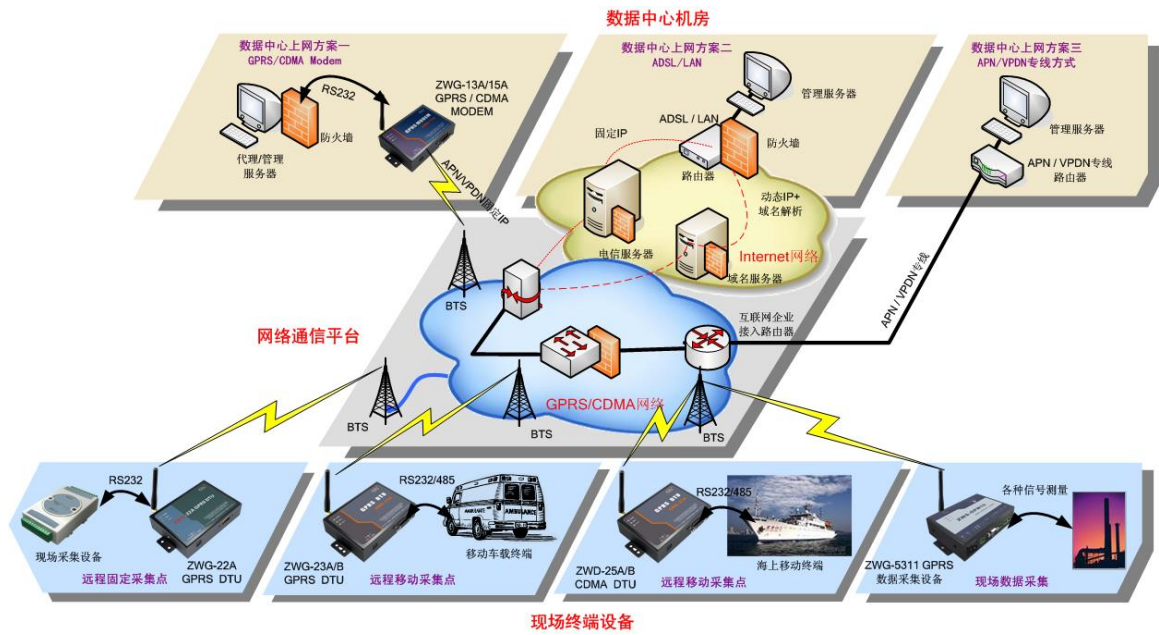 数据中心机房
数据中心上网方案一
GPRS/CDMA Modem
RS232
ZWG-13A/15A
GPRS / CDMA
MODEM
防火墙
代理/管理
服务器
APN/VPDN固定IP
数据中心上网方案二
ADSL/LAN
管理服务器
ADSL / LAN
固定IP
防火墙
路由器
动态IP+
域名解析
电信服务器
Internet网络
域名服务器
数据中心上网方案三
APN/VPDN专线方式
管理服务器
APN / VPDN专线
路由器
APN / VPDN专线
网络通信平台
BTS
互联网企业
接入路由器
GPRS/CDMA网络
BTS
BTS
BTS
RS232
现场采集设备
ZWG-22A
GPRS DTU
远程固定采集点
GPRS DTU
RS232/485
AMBULANCE
移动车载终端
ZWG-23A/B
GPRS DTU
远程移动采集点
RS232/485
海上移动终端
ZWD-25A/B
CDMA DTU
远程移动采集点
各种信号测量
ZWG-5311 GPRS
数据采集设备
现场数据采集
现场终端设备